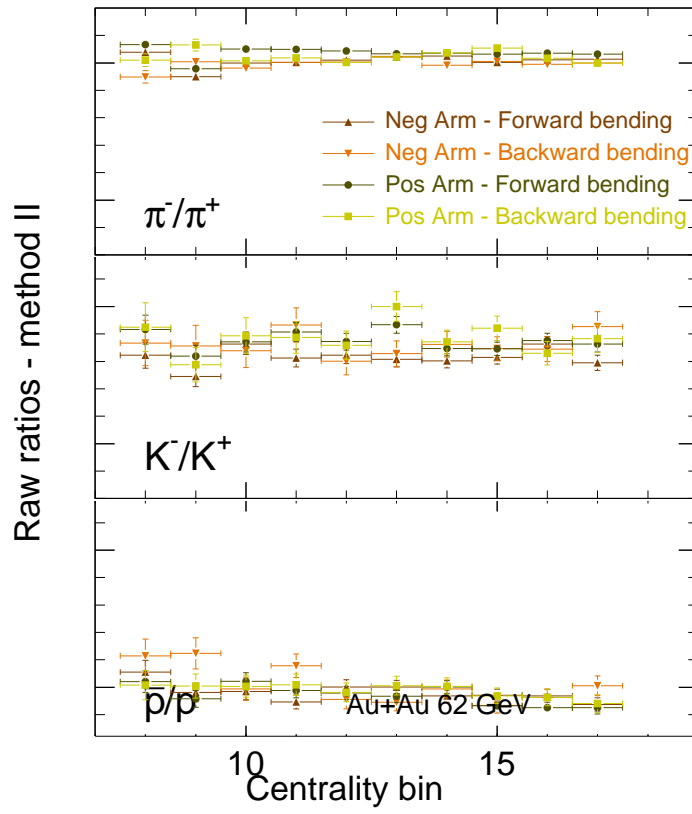 Raw ratios - method II
Neg Arm - Forward bending
Neg Arm - Backward bending
Pos Arm - Forward bending
Pos Arm - Backward bending
π⁻/π⁺
K⁻/K⁺
p̄/p
Au+Au 62 GeV
10 15
Centrality bin